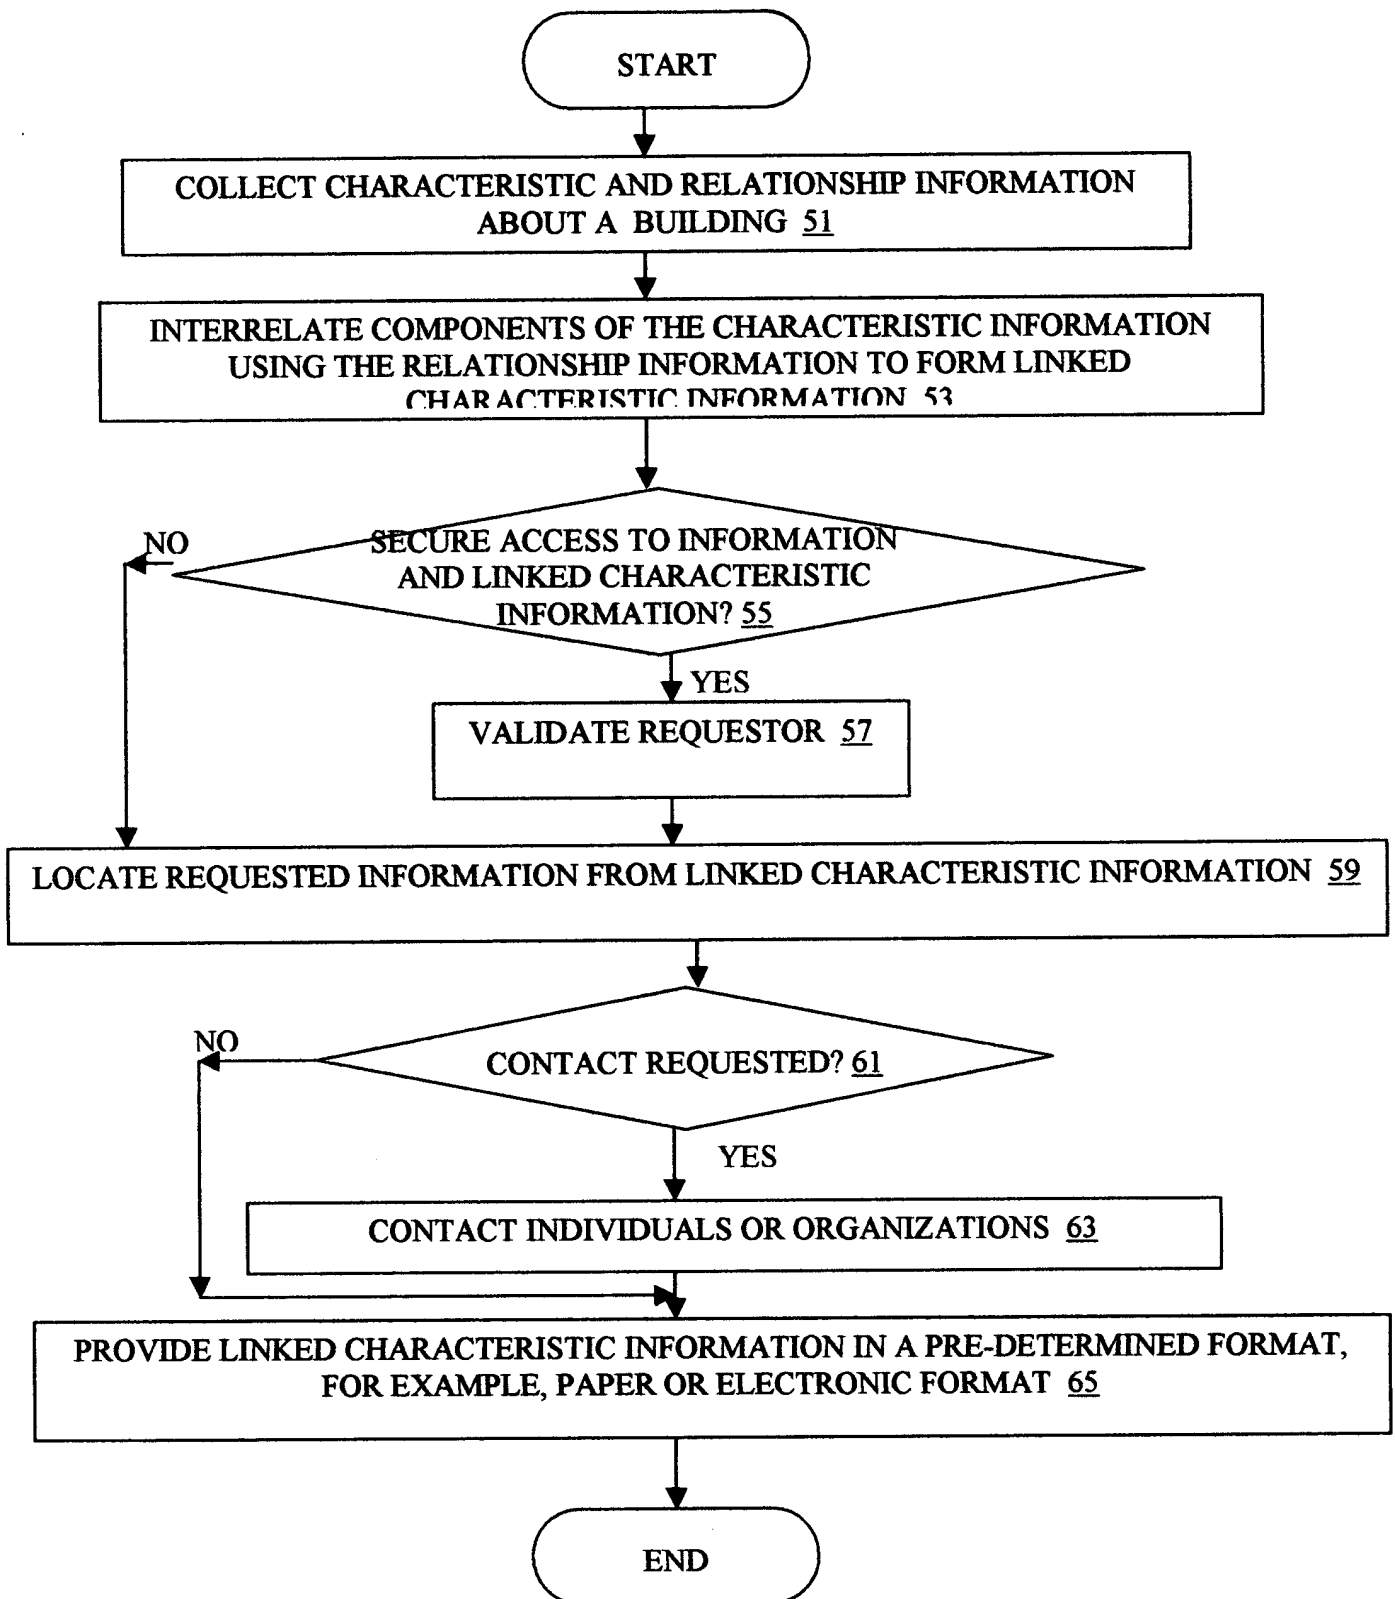 START
COLLECT CHARACTERISTIC AND RELATIONSHIP INFORMATION
ABOUT A BUILDING 51
INTERRELATE COMPONENTS OF THE CHARACTERISTIC INFORMATION
USING THE RELATIONSHIP INFORMATION TO FORM LINKED
CHARACTERISTIC INFORMATION 53
SECURE ACCESS TO INFORMATION
AND LINKED CHARACTERISTIC
INFORMATION? 55
NO
YES
VALIDATE REQUESTOR 57
LOCATE REQUESTED INFORMATION FROM LINKED CHARACTERISTIC INFORMATION 59
CONTACT REQUESTED? 61
NO
YES
CONTACT INDIVIDUALS OR ORGANIZATIONS 63
PROVIDE LINKED CHARACTERISTIC INFORMATION IN A PRE-DETERMINED FORMAT,
FOR EXAMPLE, PAPER OR ELECTRONIC FORMAT 65
END